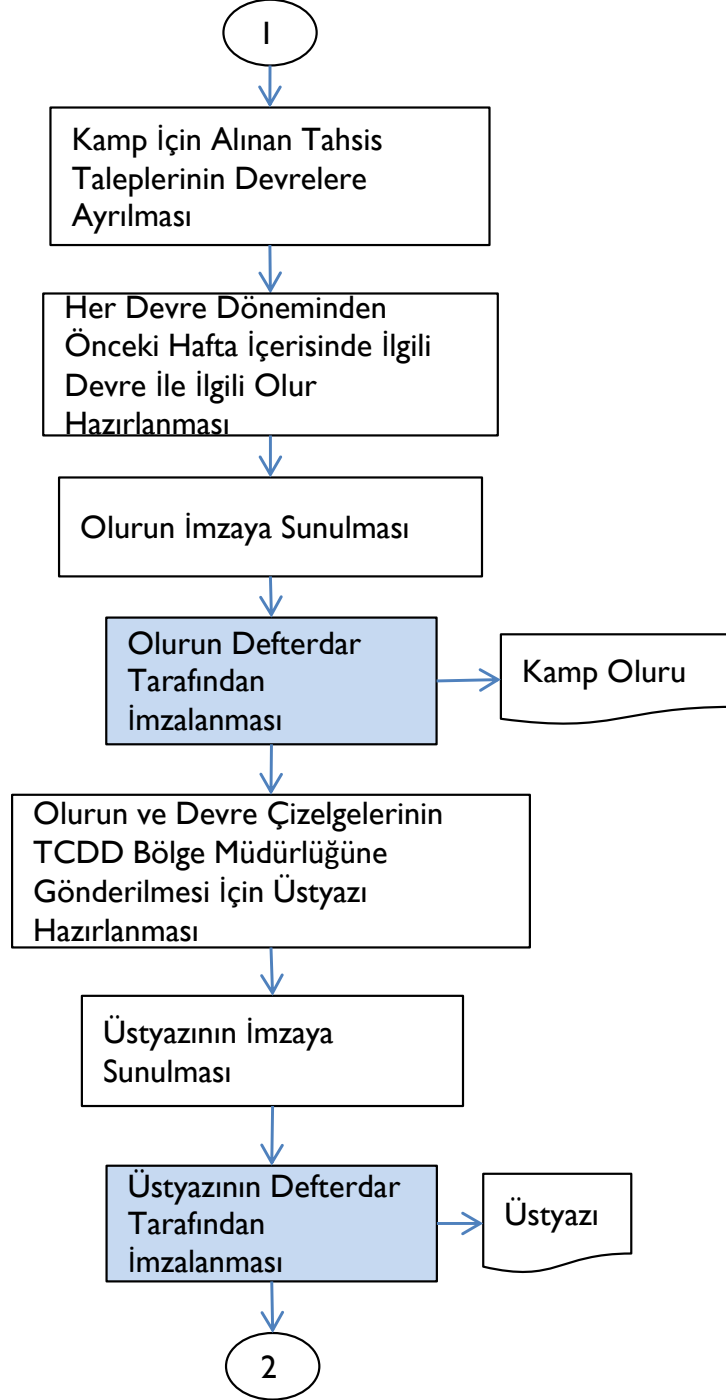 1
Kamp İçin Alınan Tahsis
Taleplerinin Devrelere
Ayrılması
Her Devre Döneminden
Önceki Hafta İçerisinde İlgili
Devre İle İlgili Olur
Hazırlanması
Olurun İmzaya Sunulması
Olurun Defterdar
Tarafından
İmzalanması
Kamp Oluru
Olurun ve Devre Çizelgelerinin
TCDD Bölge Müdürlüğüne
Gönderilmesi İçin Üstyazı
Hazırlanması
Üstyazının İmzaya
Sunulması
Üstyazının Defterdar
Tarafından
İmzalanması
Üstyazı
2